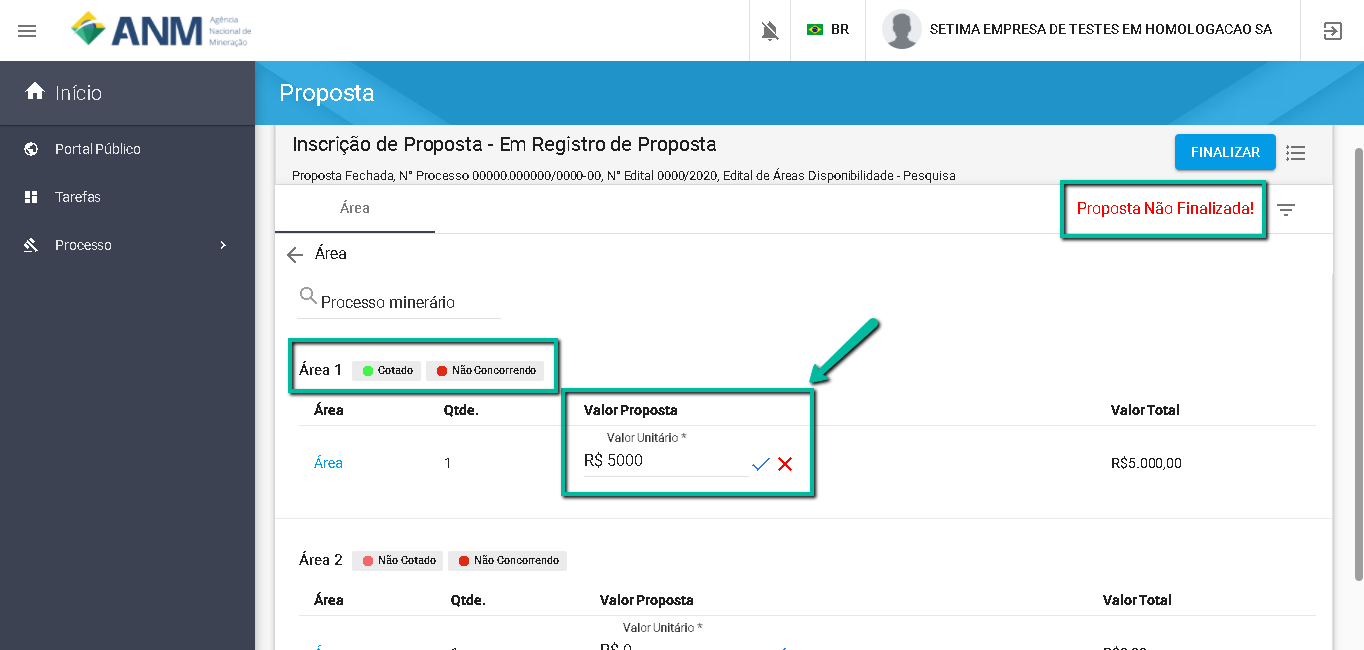 ANM Agência Nacional de Mineração
BR
SETIMA EMPRESA DE TESTES EM HOMOLOGACAO SA
Início
Portal Público
Tarefas
Processo
Proposta
Inscrição de Proposta - Em Registro de Proposta
FINALIZAR
Proposta Fechada, N° Processo 00000.000000/0000-00, N° Edital 0000/2020, Edital de Áreas Disponibilidade - Pesquisa
Área
Proposta Não Finalizada!
Área
Processo minerário
Área 1 Cotado Não Concorrendo
Área Qtde. Valor Proposta Valor Total
Valor Unitário *
Área 1 R$ 5000 R$5.000,00
Área 2 Não Cotado Não Concorrendo
Área Qtde. Valor Proposta Valor Total
Valor Unitário *
R$ 0